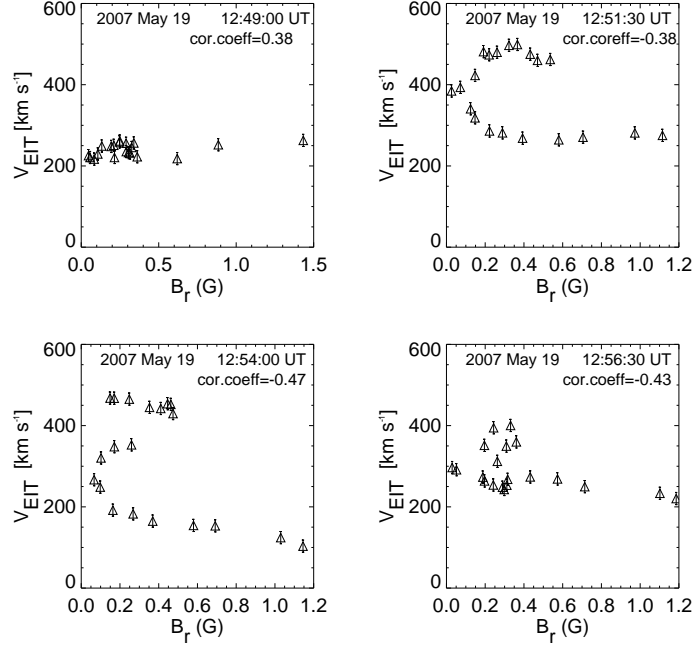 2007 May 19 12:49:00 UT
cor.coeff=0.38
600
400
200
0
V_EIT [km s⁻¹]
0.0 0.5 1.0 1.5
B_r (G)
2007 May 19 12:51:30 UT
cor.coreff=-0.38
600
400
200
0
V_EIT [km s⁻¹]
0.0 0.2 0.4 0.6 0.8 1.0 1.2
B_r (G)
2007 May 19 12:54:00 UT
cor.coeff=-0.47
600
400
200
0
V_EIT [km s⁻¹]
0.0 0.2 0.4 0.6 0.8 1.0 1.2
B_r (G)
2007 May 19 12:56:30 UT
cor.coeff=-0.43
600
400
200
0
V_EIT [km s⁻¹]
0.0 0.2 0.4 0.6 0.8 1.0 1.2
B_r (G)